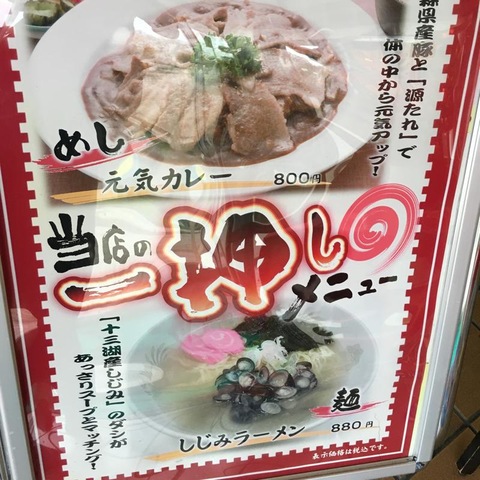 森県産豚と「源たれ」で
体の中から元気アップ!
めし
元気カレー 800円
当店の
一押し
メニュー
「十三湖産しじみ」のダシが
あっさりスープとマッチング!
麺
しじみラーメン 880円
表示価格は税込です。